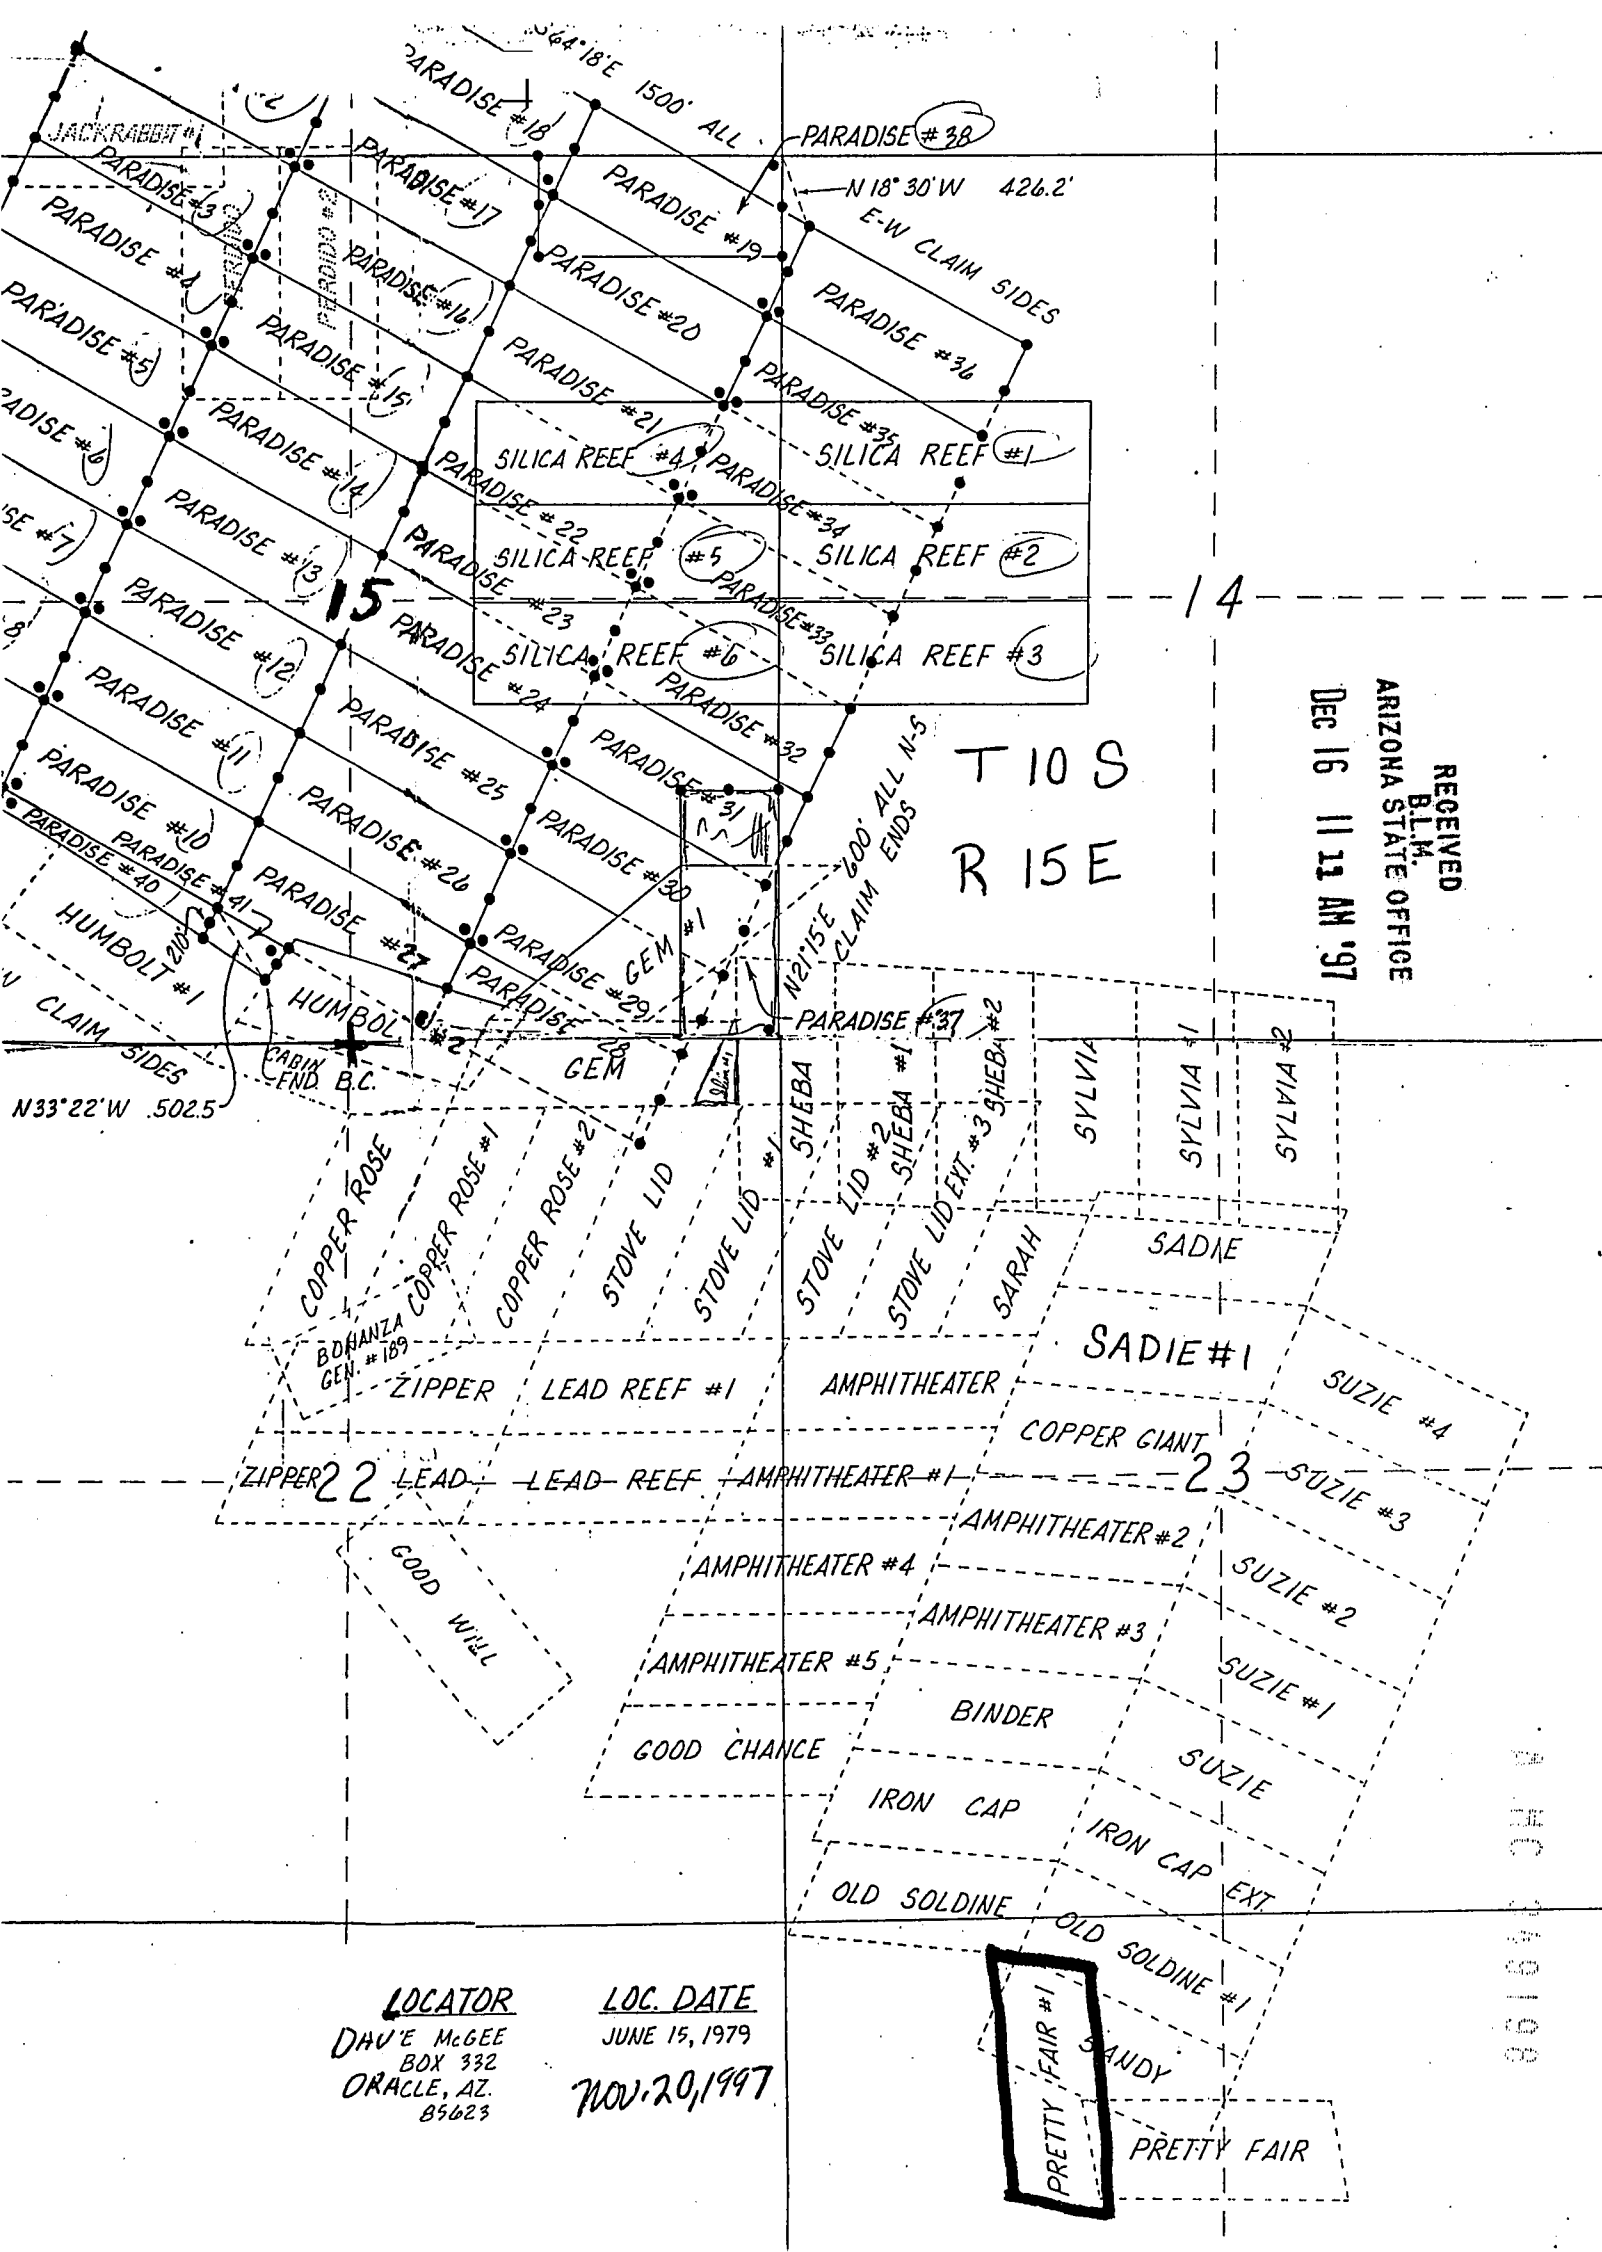 S64°18'E 1500' ALL
E-W CLAIM SIDES
PARADISE #18
PARADISE #38
N 18°30'W 426.2'
JACKRABBIT #1
PARADISE #3
PARADISE #17
PARADISE #19
PARADISE #4
PERDIDO #2
PARADISE #16
PARADISE #20
PARADISE #36
PARADISE #5
PARADISE #15
PARADISE #21
PARADISE #35
#6
PARADISE #14
SILICA REEF #4
SILICA REEF #1
PARADISE #22
PARADISE #34
#7
PARADISE #13
SILICA REEF #5
SILICA REEF #2
15
14
PARADISE #23
PARADISE #33
8
PARADISE #12
PARADISE #24
SILICA REEF #6
SILICA REEF #3
PARADISE #11
PARADISE #25
PARADISE #32
PARADISE #31
T 10 S
R 15 E
RECEIVED
B.L.M.
ARIZONA STATE OFFICE
DEC 16 11 11 AM '97
PARADISE #10
PARADISE #26
PARADISE #30
N21°15'E 600' ALL N-S
CLAIM ENDS
PARADISE #40
PARADISE #41
PARADISE #27
PARADISE #29
GEM #1
HUMBOLT #1
210'
PARADISE 28
PARADISE #37
CLAIM SIDES
HUMBOL #2
CABIN
END. B.C.
GEM
N33°22'W 502.5
SHEBA
SHEBA #1
SHEBA #2
SYLVIA
SYLVIA #1
SYLVIA #2
COPPER ROSE
COPPER ROSE #1
COPPER ROSE #2
STOVE LID
STOVE LID #1
STOVE LID #2
STOVE LID EXT. #3
SARAH
SADIE
BONANZA
GEN. #189
SADIE #1
ZIPPER
LEAD REEF #1
AMPHITHEATER
SUZIE #4
COPPER GIANT
ZIPPER 22 LEAD
LEAD REEF
AMPHITHEATER #1
23
SUZIE #3
GOOD WILL
AMPHITHEATER #2
AMPHITHEATER #4
SUZIE #2
AMPHITHEATER #3
AMPHITHEATER #5
SUZIE #1
BINDER
GOOD CHANCE
SUZIE
IRON CAP
IRON CAP EXT.
OLD SOLDINE
OLD SOLDINE #1
SANDY
PRETTY FAIR #1
PRETTY FAIR
LOCATOR
DAVE McGEE
BOX 332
ORACLE, AZ.
85623
LOC. DATE
JUNE 15, 1979
NOV. 20, 1997